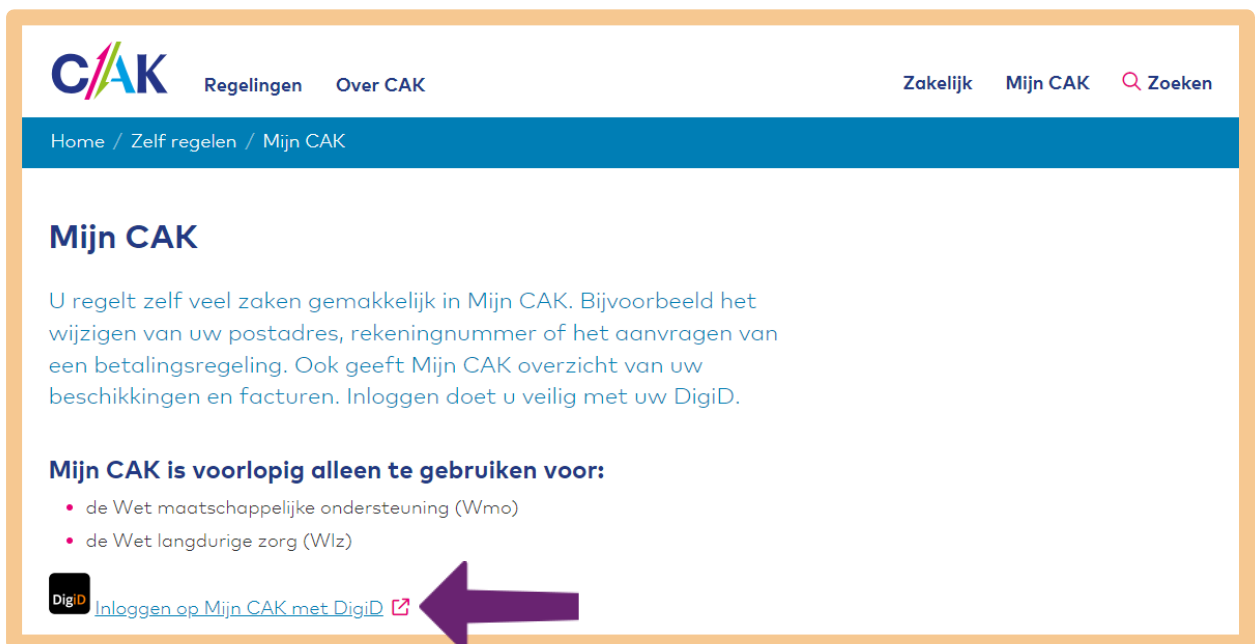 CAK Regelingen Over CAK Zakelijk Mijn CAK Zoeken
Home / Zelf regelen / Mijn CAK
Mijn CAK
U regelt zelf veel zaken gemakkelijk in Mijn CAK. Bijvoorbeeld het
wijzigen van uw postadres, rekeningnummer of het aanvragen van
een betalingsregeling. Ook geeft Mijn CAK overzicht van uw
beschikkingen en facturen. Inloggen doet u veilig met uw DigiD.
Mijn CAK is voorlopig alleen te gebruiken voor:
• de Wet maatschappelijke ondersteuning (Wmo)
• de Wet langdurige zorg (Wlz)
DigiD Inloggen op Mijn CAK met DigiD